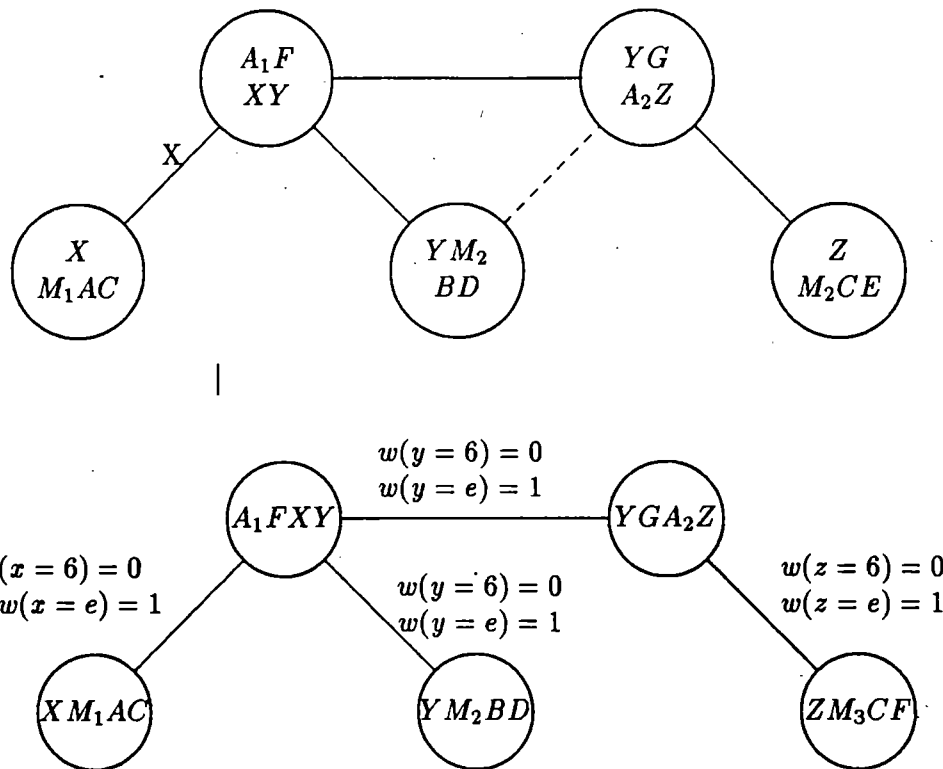 A₁F
XY
YG
A₂Z
X
X
M₁AC
YM₂
BD
Z
M₂CE
w(y = 6) = 0
w(y = e) = 1
A₁FXY
YGA₂Z
(x = 6) = 0
w(x = e) = 1
w(y = 6) = 0
w(y = e) = 1
w(z = 6) = 0
w(z = e) = 1
XM₁AC
YM₂BD
ZM₃CF